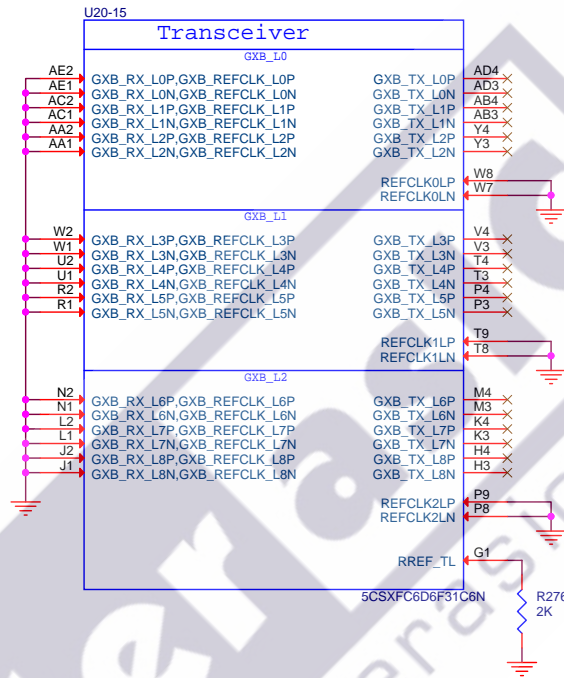 U20-15
Transceiver
GXB_L0
AE2 GXB_RX_L0P,GXB_REFCLK_L0P GXB_TX_L0P AD4
AE1 GXB_RX_L0N,GXB_REFCLK_L0N GXB_TX_L0N AD3
AC2 GXB_RX_L1P,GXB_REFCLK_L1P GXB_TX_L1P AB4
AC1 GXB_RX_L1N,GXB_REFCLK_L1N GXB_TX_L1N AB3
AA2 GXB_RX_L2P,GXB_REFCLK_L2P GXB_TX_L2P Y4
AA1 GXB_RX_L2N,GXB_REFCLK_L2N GXB_TX_L2N Y3
REFCLK0LP W8
REFCLK0LN W7
GXB_L1
W2 GXB_RX_L3P,GXB_REFCLK_L3P GXB_TX_L3P V4
W1 GXB_RX_L3N,GXB_REFCLK_L3N GXB_TX_L3N V3
U2 GXB_RX_L4P,GXB_REFCLK_L4P GXB_TX_L4P T4
U1 GXB_RX_L4N,GXB_REFCLK_L4N GXB_TX_L4N T3
R2 GXB_RX_L5P,GXB_REFCLK_L5P GXB_TX_L5P P4
R1 GXB_RX_L5N,GXB_REFCLK_L5N GXB_TX_L5N P3
REFCLK1LP T9
REFCLK1LN T8
GXB_L2
N2 GXB_RX_L6P,GXB_REFCLK_L6P GXB_TX_L6P M4
N1 GXB_RX_L6N,GXB_REFCLK_L6N GXB_TX_L6N M3
L2 GXB_RX_L7P,GXB_REFCLK_L7P GXB_TX_L7P K4
L1 GXB_RX_L7N,GXB_REFCLK_L7N GXB_TX_L7N K3
J2 GXB_RX_L8P,GXB_REFCLK_L8P GXB_TX_L8P H4
J1 GXB_RX_L8N,GXB_REFCLK_L8N GXB_TX_L8N H3
REFCLK2LP P9
REFCLK2LN P8
RREF_TL G1
5CSXFC6D6F31C6N R276
2K